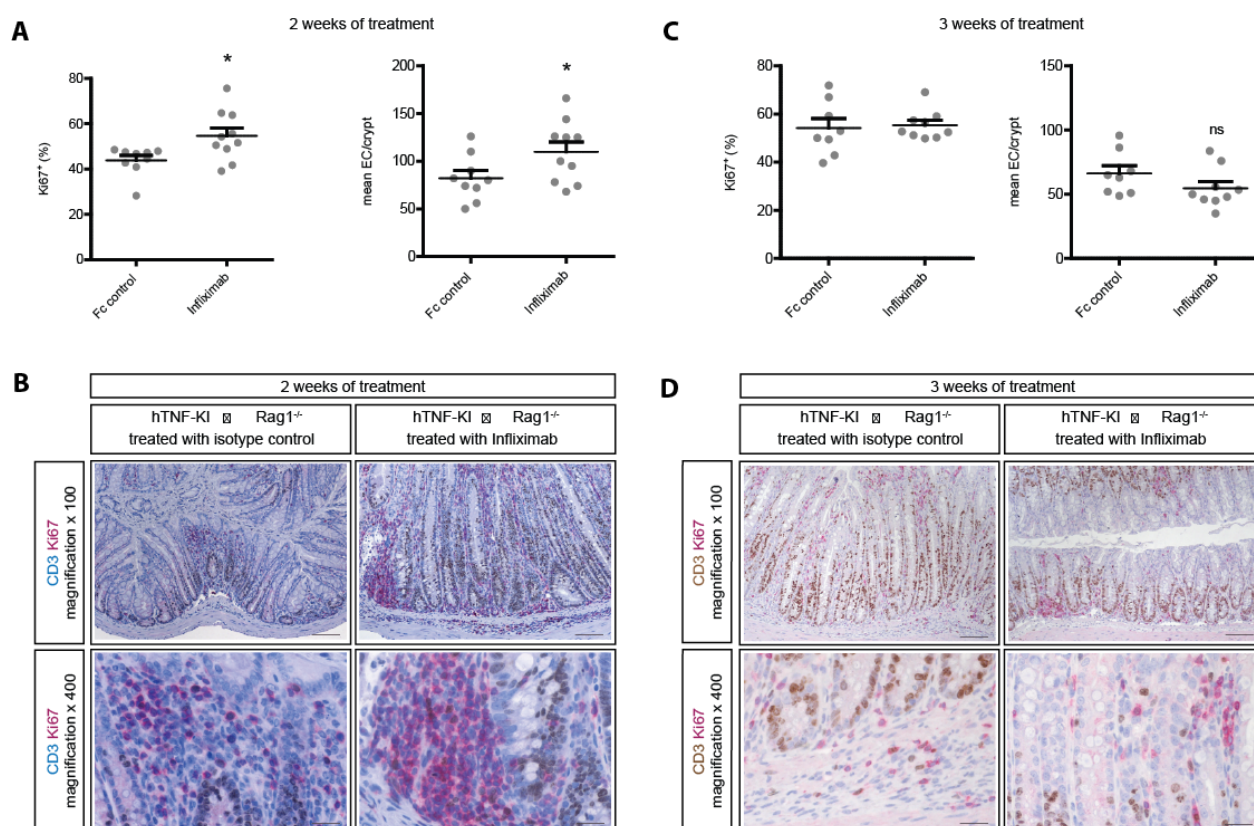 A
2 weeks of treatment
80
60
40
20
0
Ki67⁺ (%)
*
Fc control
Infliximab
200
150
100
50
0
mean EC/crypt
*
Fc control
Infliximab
C
3 weeks of treatment
80
60
40
20
0
Ki67⁺ (%)
Fc control
Infliximab
150
100
50
0
mean EC/crypt
ns
Fc control
Infliximab
B
2 weeks of treatment
hTNF-KI ☒ Rag1⁻/⁻
treated with isotype control
hTNF-KI ☒ Rag1⁻/⁻
treated with Infliximab
CD3 Ki67
magnification x 100
CD3 Ki67
magnification x 400
D
3 weeks of treatment
hTNF-KI ☒ Rag1⁻/⁻
treated with isotype control
hTNF-KI ☒ Rag1⁻/⁻
treated with Infliximab
CD3 Ki67
magnification x 100
CD3 Ki67
magnification x 400